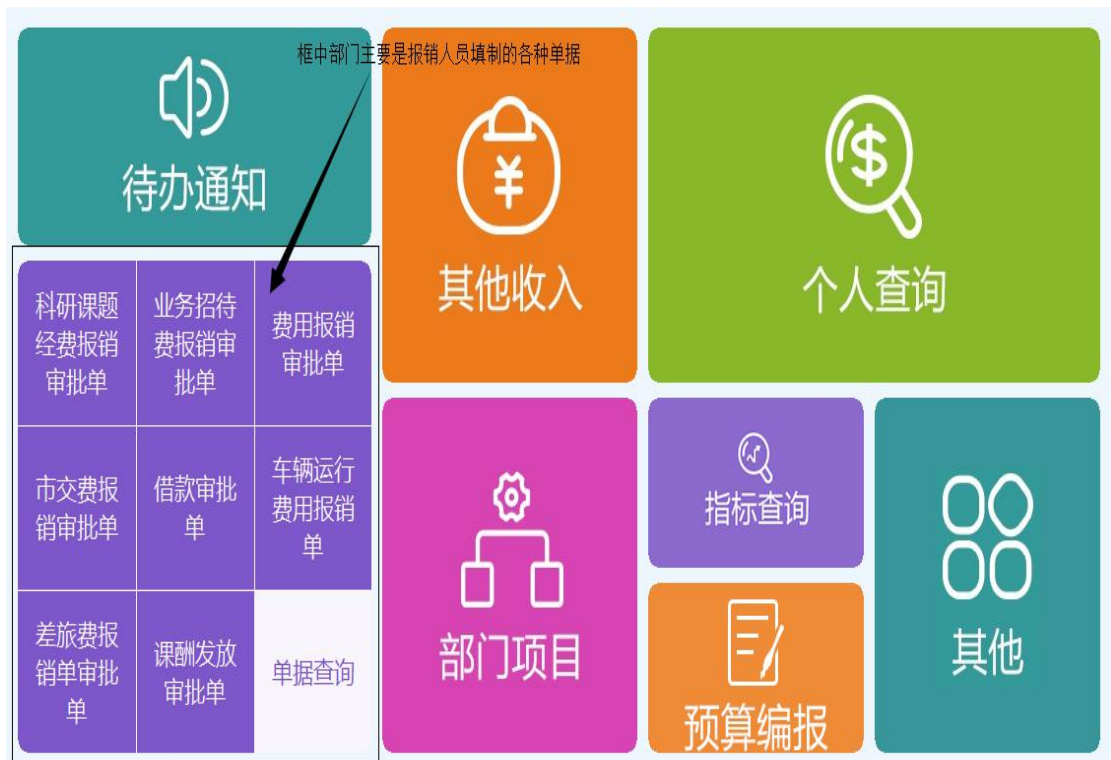 框中部门主要是报销人员填制的各种单据
待办通知
其他收入
个人查询
科研课题
经费报销
审批单
业务招待
费报销审
批单
费用报销
审批单
市交费报
销审批单
借款审批
单
车辆运行
费用报销
单
差旅费报
销单审批
单
课酬发放
审批单
单据查询
部门项目
指标查询
预算编报
其他